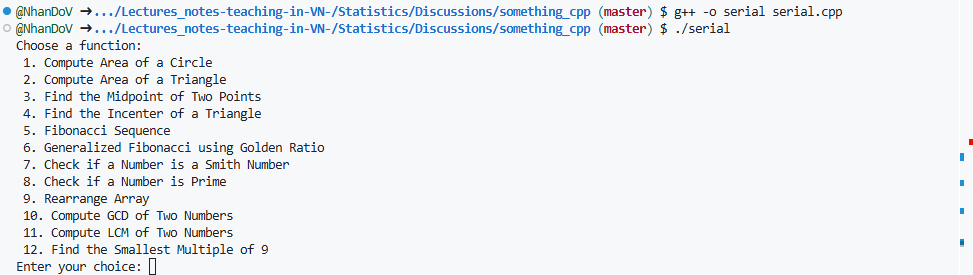 @NhanDoV ➜.../Lectures_notes-teaching-in-VN-/Statistics/Discussions/something_cpp (master) $ g++ -o serial serial.cpp
@NhanDoV ➜.../Lectures_notes-teaching-in-VN-/Statistics/Discussions/something_cpp (master) $ ./serial
Choose a function:
1. Compute Area of a Circle
2. Compute Area of a Triangle
3. Find the Midpoint of Two Points
4. Find the Incenter of a Triangle
5. Fibonacci Sequence
6. Generalized Fibonacci using Golden Ratio
7. Check if a Number is a Smith Number
8. Check if a Number is Prime
9. Rearrange Array
10. Compute GCD of Two Numbers
11. Compute LCM of Two Numbers
12. Find the Smallest Multiple of 9
Enter your choice: